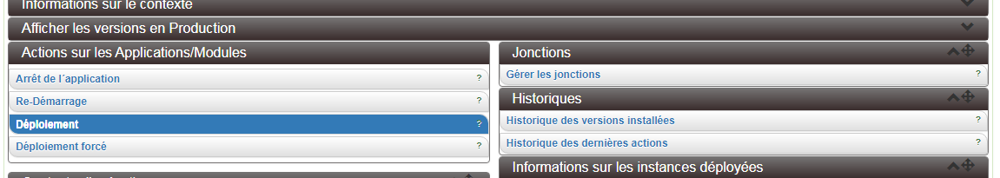 Informations sur le contexte
Afficher les versions en Production
Actions sur les Applications/Modules
Arrêt de l´application ?
Re-Démarrage ?
Déploiement ?
Déploiement forcé ?
Jonctions
Gérer les jonctions ?
Historiques
Historique des versions installées ?
Historique des dernières actions ?
Informations sur les instances déployées